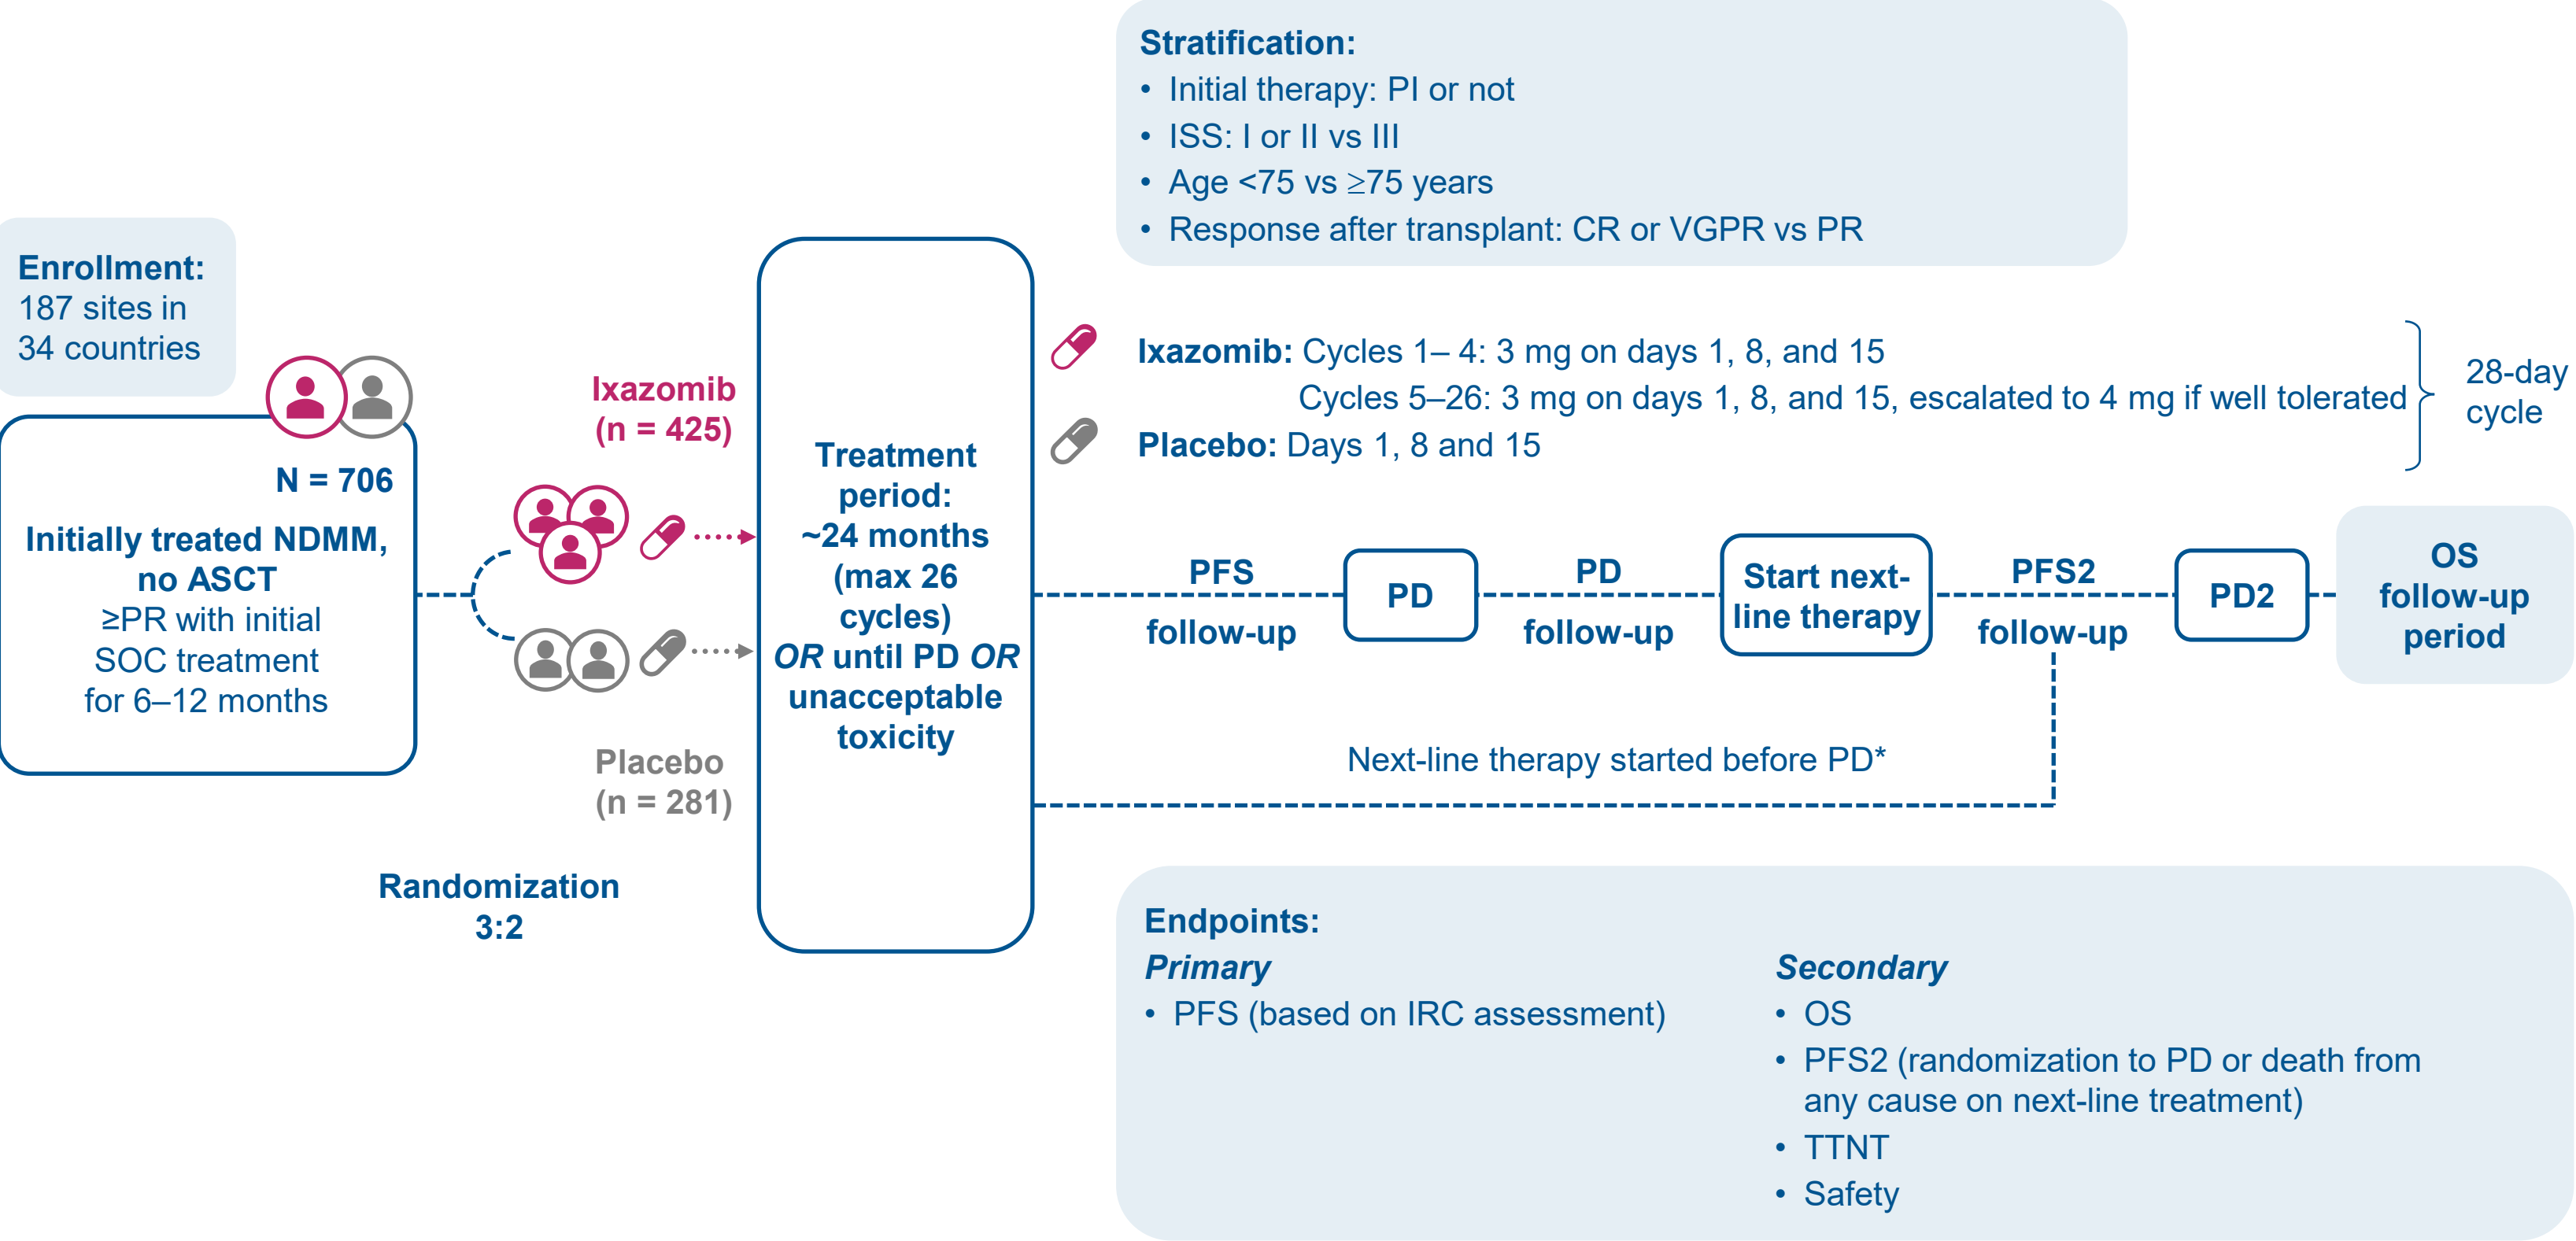 Stratification:
• Initial therapy: PI or not
• ISS: I or II vs III
• Age <75 vs ≥75 years
• Response after transplant: CR or VGPR vs PR
Enrollment:
187 sites in
34 countries
N = 706
Initially treated NDMM,
no ASCT
≥PR with initial
SOC treatment
for 6–12 months
Ixazomib
(n = 425)
Placebo
(n = 281)
Randomization
3:2
Treatment
period:
~24 months
(max 26
cycles)
OR until PD OR
unacceptable
toxicity
Ixazomib: Cycles 1– 4: 3 mg on days 1, 8, and 15
Cycles 5–26: 3 mg on days 1, 8, and 15, escalated to 4 mg if well tolerated
Placebo: Days 1, 8 and 15
28-day
cycle
PFS
follow-up
PD
PD
follow-up
Start next-
line therapy
PFS2
follow-up
PD2
OS
follow-up
period
Next-line therapy started before PD*
Endpoints:
Primary
• PFS (based on IRC assessment)
Secondary
• OS
• PFS2 (randomization to PD or death from
any cause on next-line treatment)
• TTNT
• Safety